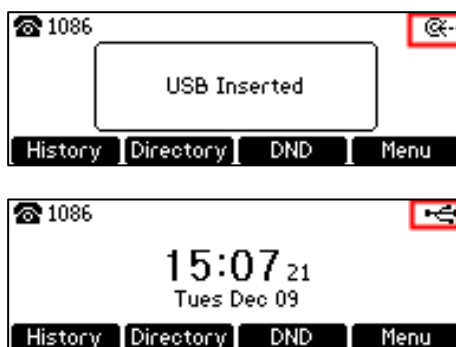 1086
USB Inserted
History Directory DND Menu
1086
15:07 21
Tues Dec 09
History Directory DND Menu